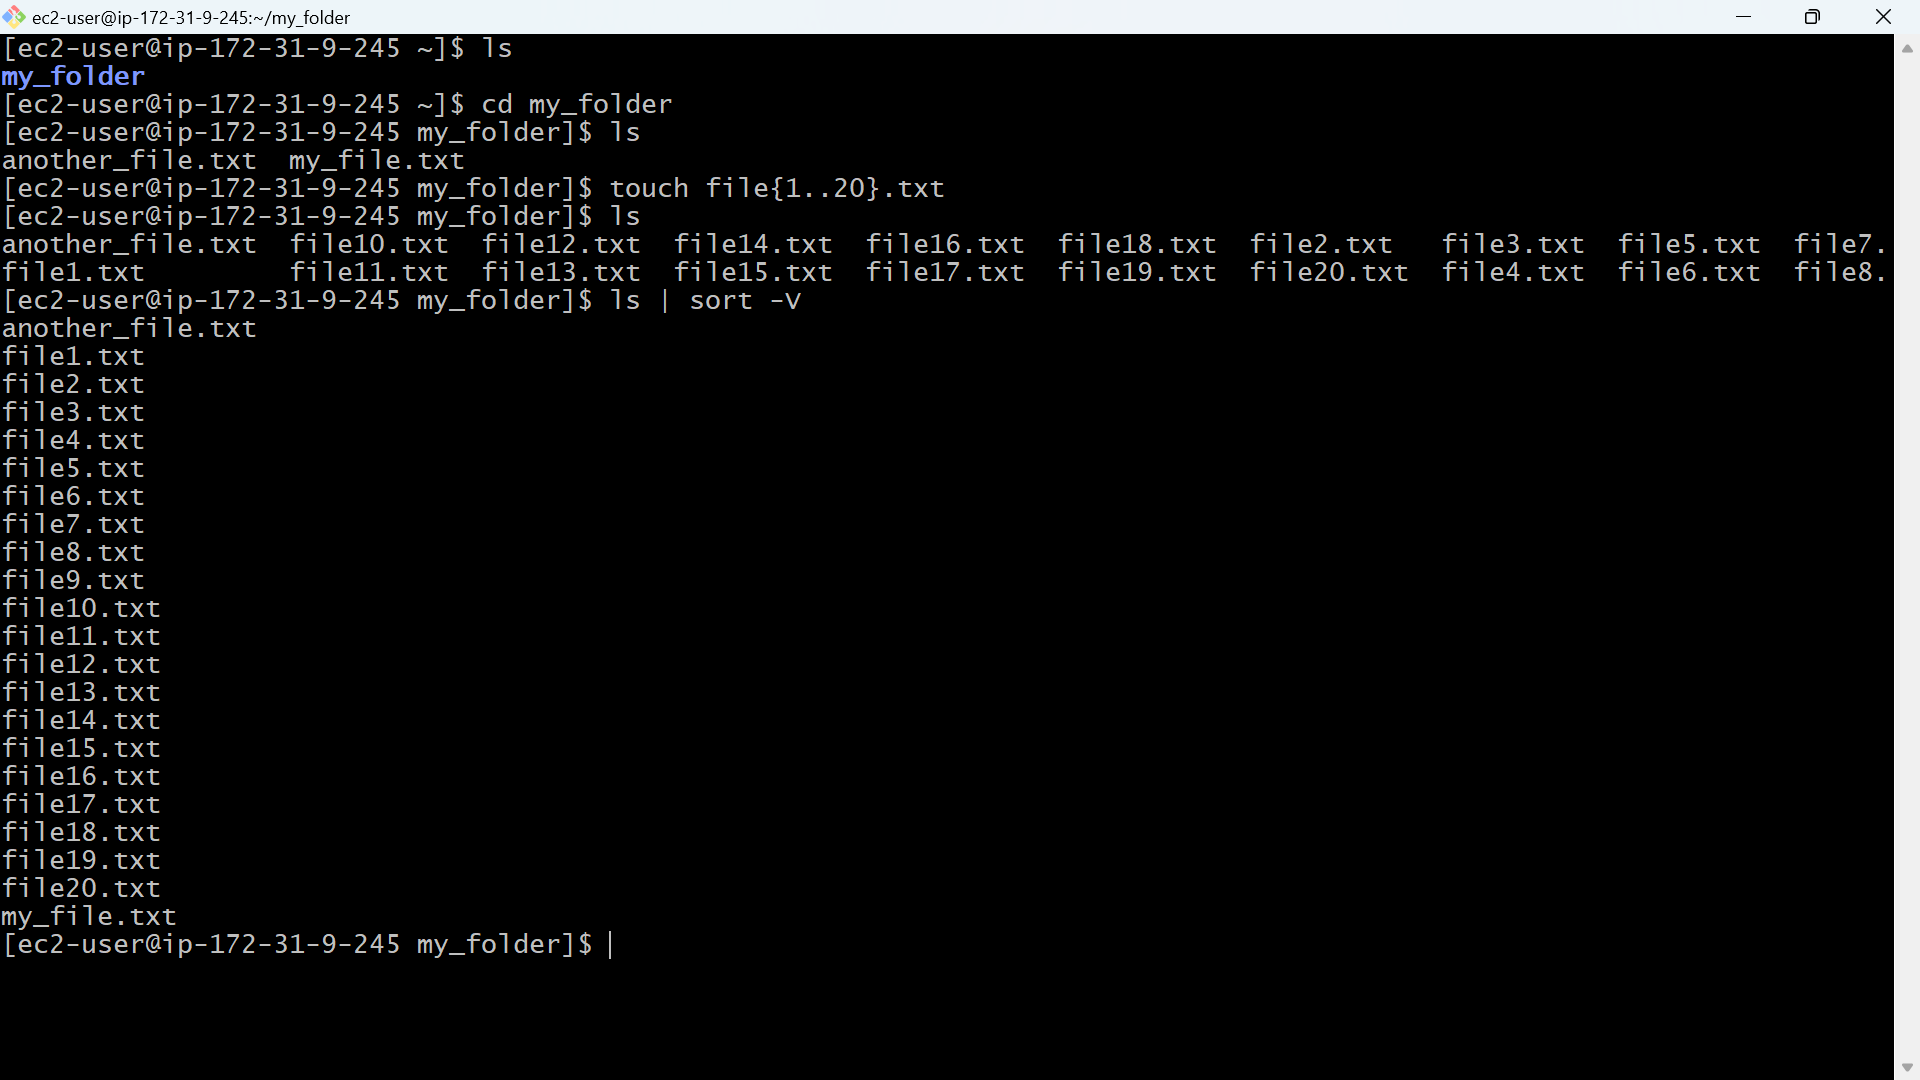 ec2-user@ip-172-31-9-245:~/my_folder
[ec2-user@ip-172-31-9-245 ~]$ ls
my_folder
[ec2-user@ip-172-31-9-245 ~]$ cd my_folder
[ec2-user@ip-172-31-9-245 my_folder]$ ls
another_file.txt  my_file.txt
[ec2-user@ip-172-31-9-245 my_folder]$ touch file{1..20}.txt
[ec2-user@ip-172-31-9-245 my_folder]$ ls
another_file.txt  file10.txt  file12.txt  file14.txt  file16.txt  file18.txt  file2.txt   file3.txt  file5.txt  file7.
file1.txt         file11.txt  file13.txt  file15.txt  file17.txt  file19.txt  file20.txt  file4.txt  file6.txt  file8.
[ec2-user@ip-172-31-9-245 my_folder]$ ls | sort -V
another_file.txt
file1.txt
file2.txt
file3.txt
file4.txt
file5.txt
file6.txt
file7.txt
file8.txt
file9.txt
file10.txt
file11.txt
file12.txt
file13.txt
file14.txt
file15.txt
file16.txt
file17.txt
file18.txt
file19.txt
file20.txt
my_file.txt
[ec2-user@ip-172-31-9-245 my_folder]$